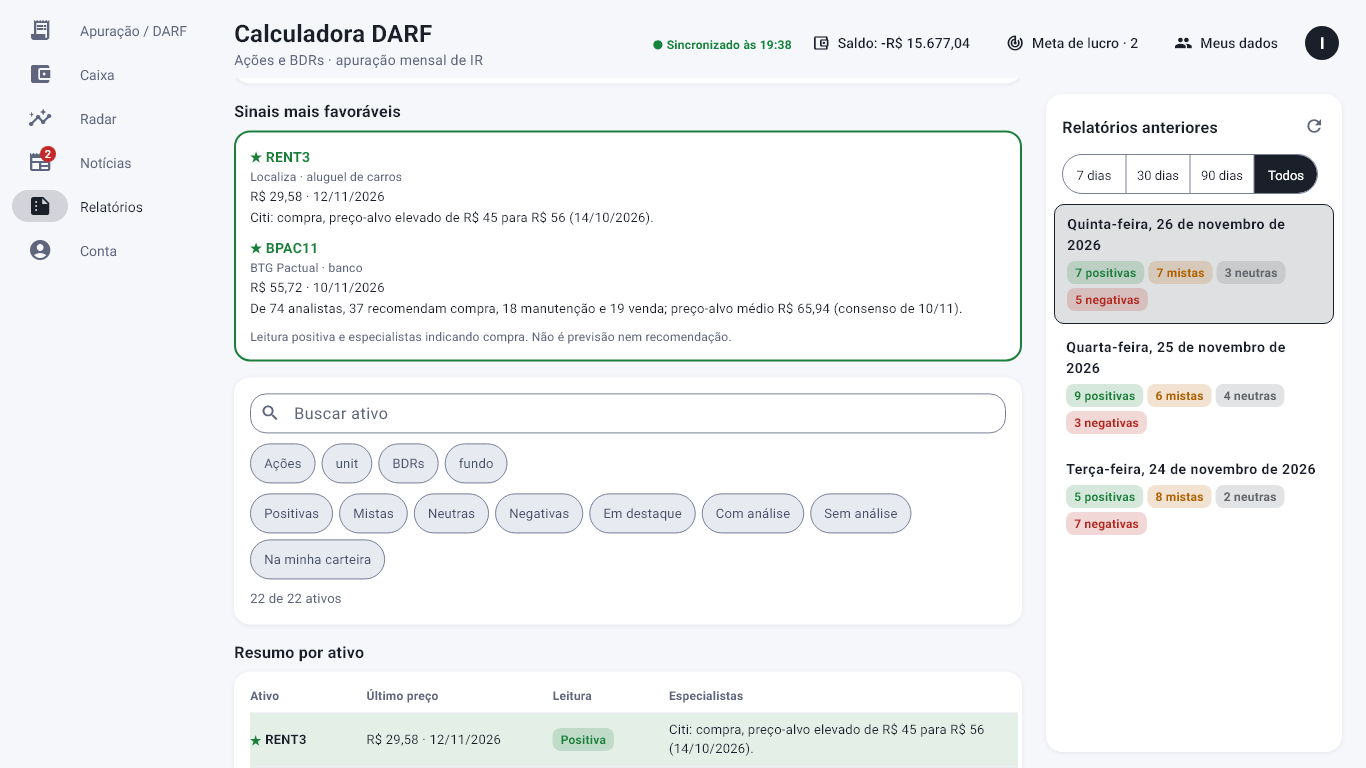 Apuração / DARF
Caixa
Radar
2
Notícias
Relatórios
Conta
Calculadora DARF
Ações e BDRs · apuração mensal de IR
Sincronizado às 19:38
Saldo: -R$ 15.677,04
Meta de lucro · 2
Meus dados
I
Sinais mais favoráveis
★ RENT3
Localiza · aluguel de carros
R$ 29,58 · 12/11/2026
Citi: compra, preço-alvo elevado de R$ 45 para R$ 56 (14/10/2026).
★ BPAC11
BTG Pactual · banco
R$ 55,72 · 10/11/2026
De 74 analistas, 37 recomendam compra, 18 manutenção e 19 venda; preço-alvo médio R$ 65,94 (consenso de 10/11).
Leitura positiva e especialistas indicando compra. Não é previsão nem recomendação.
Buscar ativo
Ações unit BDRs fundo
Positivas Mistas Neutras Negativas Em destaque Com análise Sem análise
Na minha carteira
22 de 22 ativos
Resumo por ativo
Ativo Último preço Leitura Especialistas
★ RENT3 R$ 29,58 · 12/11/2026 Positiva Citi: compra, preço-alvo elevado de R$ 45 para R$ 56
(14/10/2026).
Relatórios anteriores
7 dias 30 dias 90 dias Todos
Quinta-feira, 26 de novembro de
2026
7 positivas 7 mistas 3 neutras
5 negativas
Quarta-feira, 25 de novembro de
2026
9 positivas 6 mistas 4 neutras
3 negativas
Terça-feira, 24 de novembro de 2026
5 positivas 8 mistas 2 neutras
7 negativas